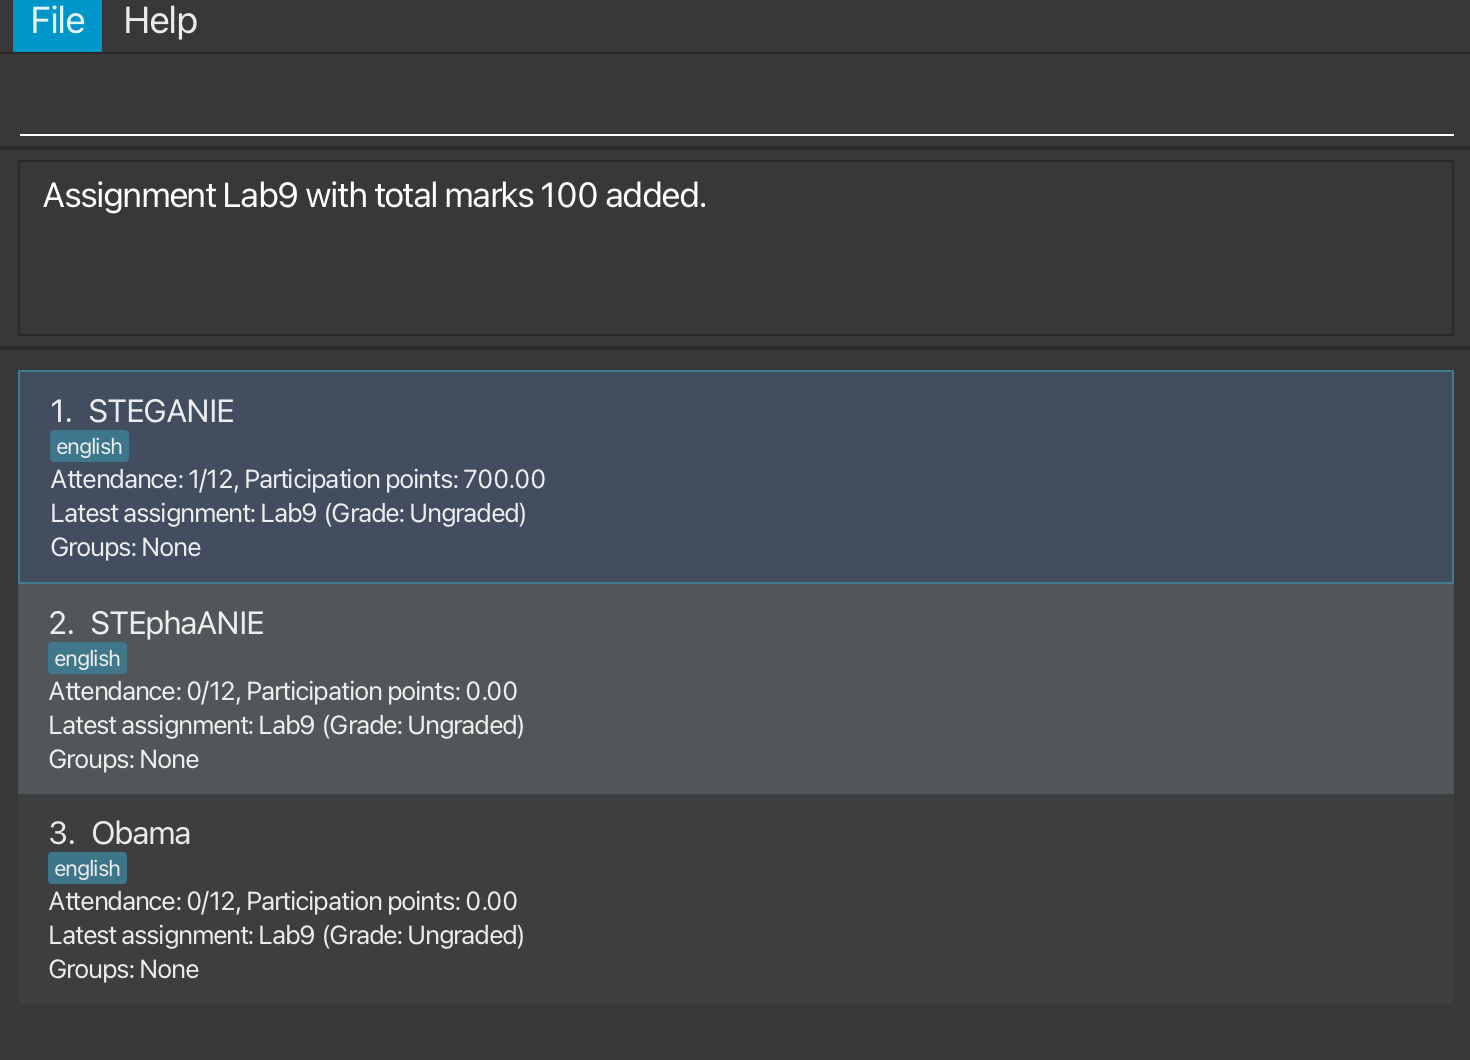 File Help
Assignment Lab9 with total marks 100 added.
1. STEGANIE
english
Attendance: 1/12, Participation points: 700.00
Latest assignment: Lab9 (Grade: Ungraded)
Groups: None
2. STEphaANIE
english
Attendance: 0/12, Participation points: 0.00
Latest assignment: Lab9 (Grade: Ungraded)
Groups: None
3. Obama
english
Attendance: 0/12, Participation points: 0.00
Latest assignment: Lab9 (Grade: Ungraded)
Groups: None